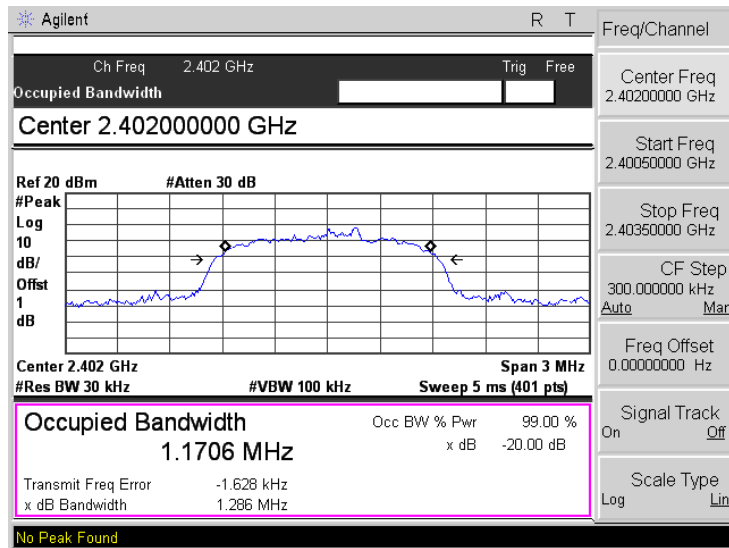 Agilent R T
Ch Freq 2.402 GHz Trig Free
Occupied Bandwidth
Center 2.402000000 GHz
Ref 20 dBm #Atten 30 dB
#Peak
Log
10
dB/
Offst
1
dB
Center 2.402 GHz Span 3 MHz
#Res BW 30 kHz #VBW 100 kHz Sweep 5 ms (401 pts)
Occupied Bandwidth
1.1706 MHz
Occ BW % Pwr 99.00 %
x dB -20.00 dB
Transmit Freq Error -1.628 kHz
x dB Bandwidth 1.286 MHz
No Peak Found
Freq/Channel
Center Freq
2.40200000 GHz
Start Freq
2.40050000 GHz
Stop Freq
2.40350000 GHz
CF Step
300.000000 kHz
Auto Mar
Freq Offset
0.00000000 Hz
Signal Track
On Off
Scale Type
Log Lin